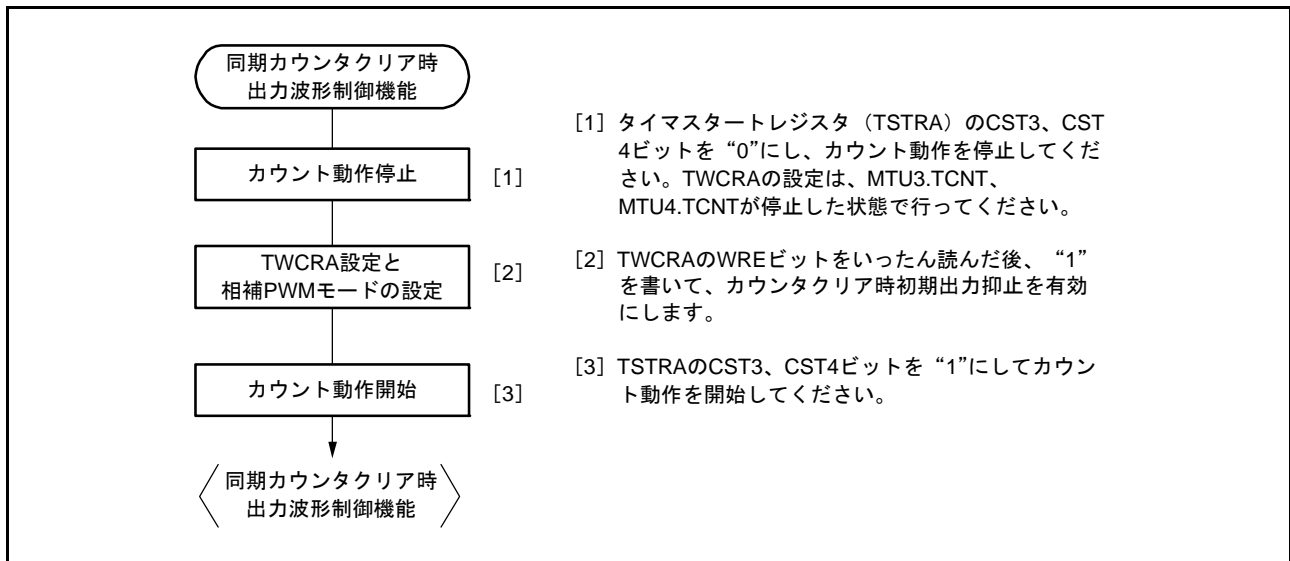 同期カウンタクリア時
出力波形制御機能
カウント動作停止
[1]
[1] タイマスタートレジスタ（TSTRA）のCST3、CST
4ビットを“0”にし、カウント動作を停止してくだ
さい。TWCRAの設定は、MTU3.TCNT、
MTU4.TCNTが停止した状態で行ってください。
TWCRA設定と
相補PWMモードの設定
[2]
[2] TWCRAのWREビットをいったん読んだ後、“1”
を書いて、カウンタクリア時初期出力抑止を有効
にします。
カウント動作開始
[3]
[3] TSTRAのCST3、CST4ビットを“1”にしてカウン
ト動作を開始してください。
同期カウンタクリア時
出力波形制御機能